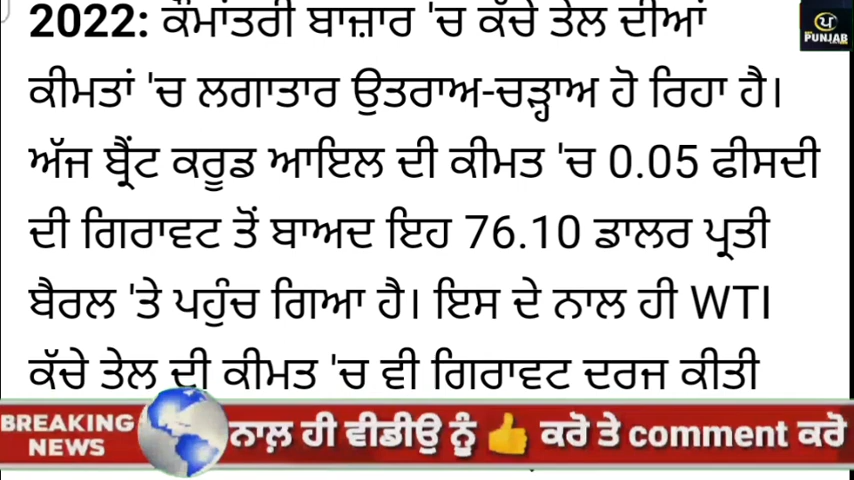 2022: ਕੌਮਾਂਤਰੀ ਬਾਜ਼ਾਰ 'ਚ ਕੱਚੇ ਤੇਲ ਦੀਆਂ
ਪ
PUNJAB
ਕੀਮਤਾਂ 'ਚ ਲਗਾਤਾਰ ਉਤਰਾਅ-ਚੜ੍ਹਾਅ ਹੋ ਰਿਹਾ ਹੈ।
ਅੱਜ ਬ੍ਰੈਂਟ ਕਰੂਡ ਆਇਲ ਦੀ ਕੀਮਤ 'ਚ 0.05 ਫੀਸਦੀ
ਦੀ ਗਿਰਾਵਟ ਤੋਂ ਬਾਅਦ ਇਹ 76.10 ਡਾਲਰ ਪ੍ਰਤੀ
ਬੈਰਲ 'ਤੇ ਪਹੁੰਚ ਗਿਆ ਹੈ। ਇਸ ਦੇ ਨਾਲ ਹੀ WTI
ਕੱਚੇ ਤੇਲ ਦੀ ਕੀਮਤ 'ਚ ਵੀ ਗਿਰਾਵਟ ਦਰਜ ਕੀਤੀ
BREAKING
NEWS
ਨਾਲ਼ ਹੀ ਵੀਡੀਉ ਨੂੰ 👍 ਕਰੋ ਤੇ comment ਕਰੋ